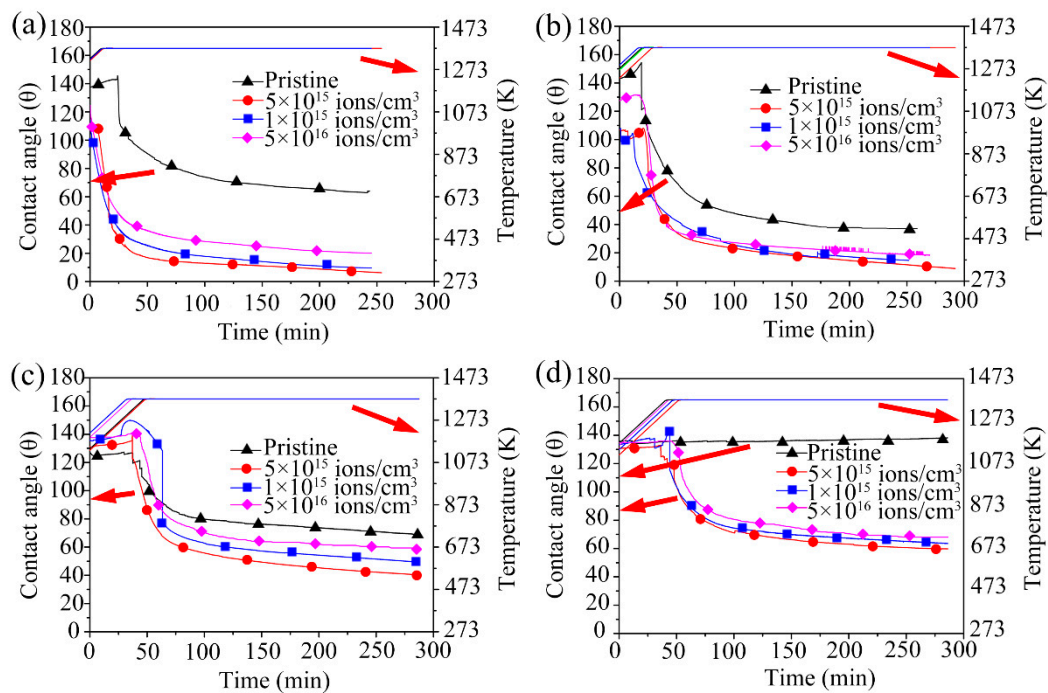 (a)
180
160
140
120
100
80
60
40
20
0
Contact angle (θ)
Pristine
5×10¹⁵ ions/cm³
1×10¹⁵ ions/cm³
5×10¹⁶ ions/cm³
1473
1273
1073
873
673
473
273
Temperature (K)
0 50 100 150 200 250 300
Time (min)
(b)
180
160
140
120
100
80
60
40
20
0
Contact angle (θ)
Pristine
5×10¹⁵ ions/cm³
1×10¹⁵ ions/cm³
5×10¹⁶ ions/cm³
1473
1273
1073
873
673
473
273
Temperature (K)
0 50 100 150 200 250 300
Time (min)
(c)
180
160
140
120
100
80
60
40
20
0
Contact angle (θ)
Pristine
5×10¹⁵ ions/cm³
1×10¹⁵ ions/cm³
5×10¹⁶ ions/cm³
1473
1273
1073
873
673
473
273
Temperature (K)
0 50 100 150 200 250 300
Time (min)
(d)
180
160
140
120
100
80
60
40
20
0
Contact angle (θ)
Pristine
5×10¹⁵ ions/cm³
1×10¹⁵ ions/cm³
5×10¹⁶ ions/cm³
1473
1273
1073
873
673
473
273
Temperature (K)
0 50 100 150 200 250 300
Time (min)